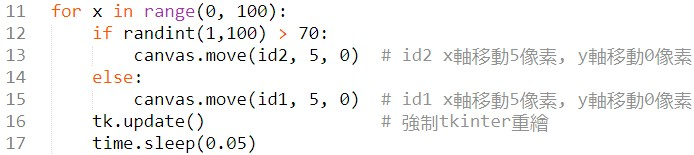 11 for x in range(0, 100):
12     if randint(1,100) > 70:
13         canvas.move(id2, 5, 0)  # id2 x軸移動5像素, y軸移動0像素
14     else:
15         canvas.move(id1, 5, 0)  # id1 x軸移動5像素, y軸移動0像素
16     tk.update()                 # 強制tkinter重繪
17     time.sleep(0.05)